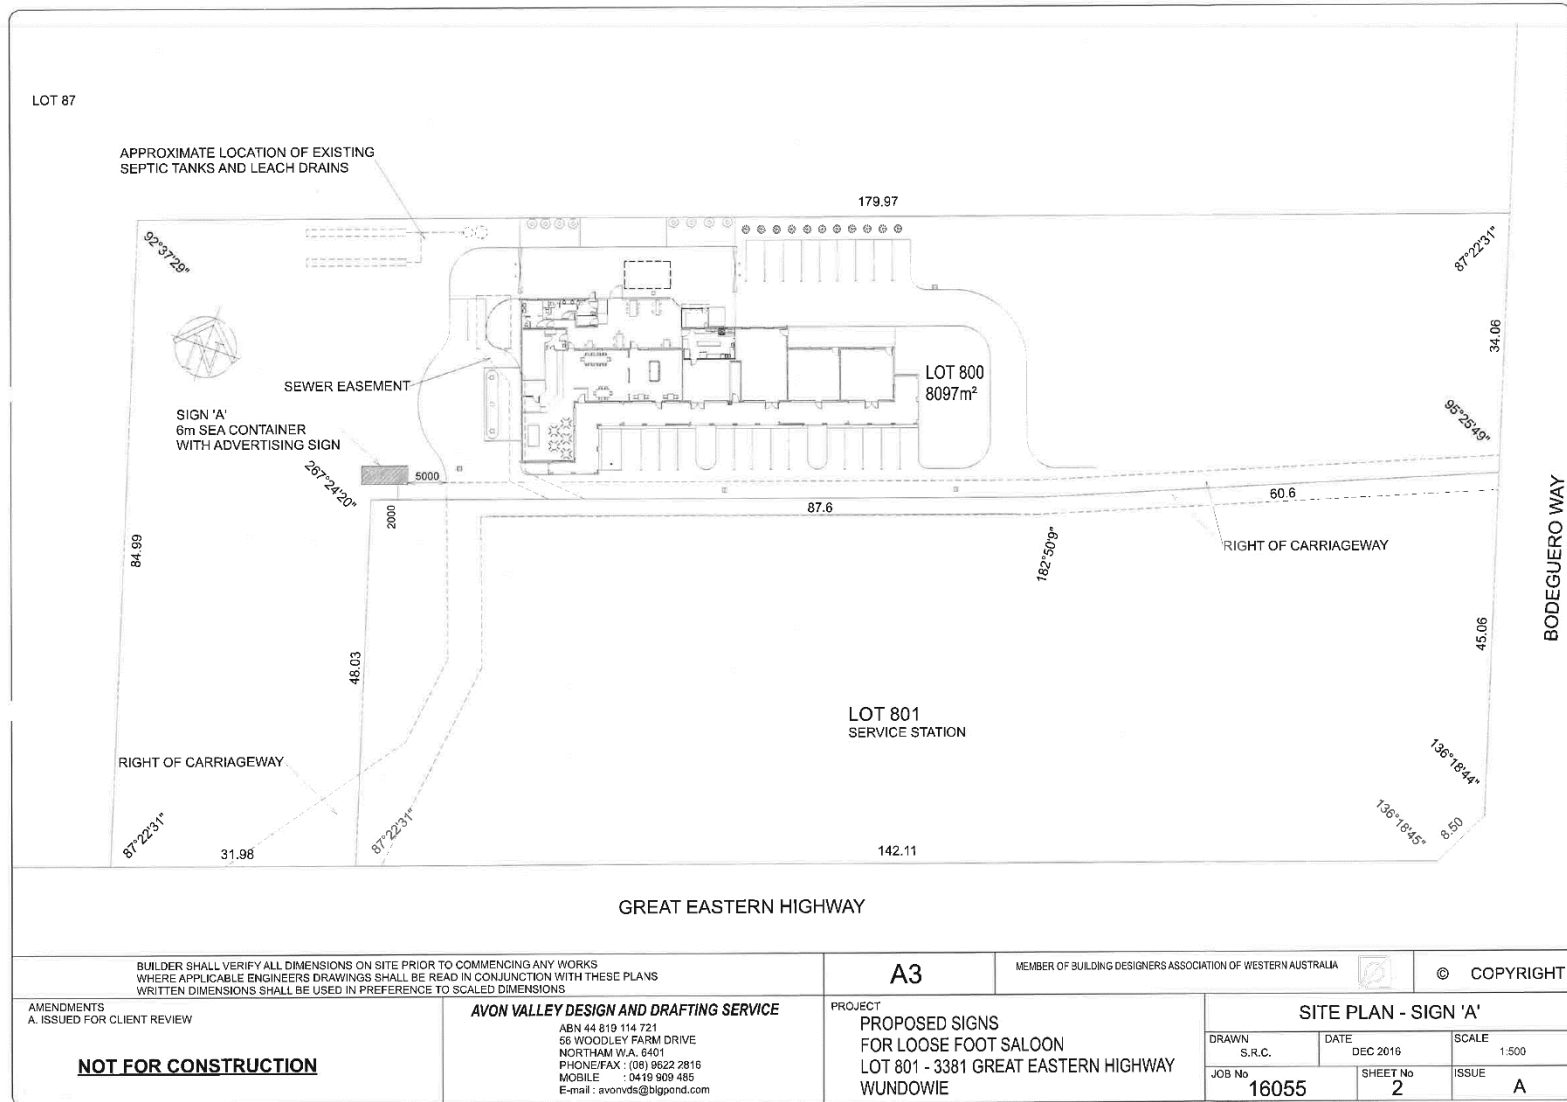 LOT 87
APPROXIMATE LOCATION OF EXISTING
SEPTIC TANKS AND LEACH DRAINS
179.97
92°37'29"
87°22'31"
34.06
SEWER EASEMENT
LOT 800
8097m²
SIGN 'A'
6m SEA CONTAINER
WITH ADVERTISING SIGN
95°25'49"
267°24'20"
5000
2000
87.6
60.6
182°50'9"
RIGHT OF CARRIAGEWAY
BODEGUERO WAY
84.99
48.03
45.06
LOT 801
SERVICE STATION
RIGHT OF CARRIAGEWAY
136°18'44"
136°18'45"
8.50
87°22'31"
87°22'31"
31.98
142.11
GREAT EASTERN HIGHWAY
BUILDER SHALL VERIFY ALL DIMENSIONS ON SITE PRIOR TO COMMENCING ANY WORKS
WHERE APPLICABLE ENGINEERS DRAWINGS SHALL BE READ IN CONJUNCTION WITH THESE PLANS
WRITTEN DIMENSIONS SHALL BE USED IN PREFERENCE TO SCALED DIMENSIONS
A3
MEMBER OF BUILDING DESIGNERS ASSOCIATION OF WESTERN AUSTRALIA
© COPYRIGHT
AMENDMENTS
A. ISSUED FOR CLIENT REVIEW
NOT FOR CONSTRUCTION
AVON VALLEY DESIGN AND DRAFTING SERVICE
ABN 44 819 114 721
56 WOODLEY FARM DRIVE
NORTHAM W.A. 6401
PHONE/FAX : (08) 9622 2816
MOBILE : 0419 909 485
E-mail : avonvds@bigpond.com
PROJECT
PROPOSED SIGNS
FOR LOOSE FOOT SALOON
LOT 801 - 3381 GREAT EASTERN HIGHWAY
WUNDOWIE
SITE PLAN - SIGN 'A'
DRAWN
S.R.C.
DATE
DEC 2016
SCALE
1:500
JOB No
16055
SHEET No
2
ISSUE
A